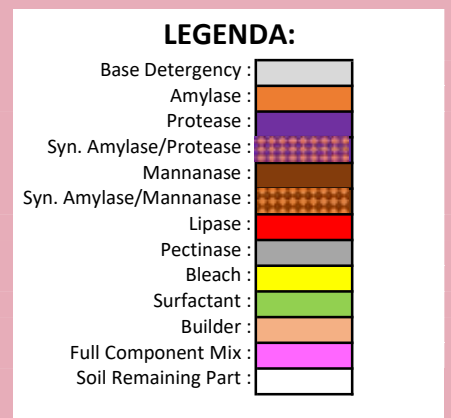 LEGENDA:
Base Detergency :
Amylase :
Protease :
Syn. Amylase/Protease :
Mannanase :
Syn. Amylase/Mannanase :
Lipase :
Pectinase :
Bleach :
Surfactant :
Builder :
Full Component Mix :
Soil Remaining Part :